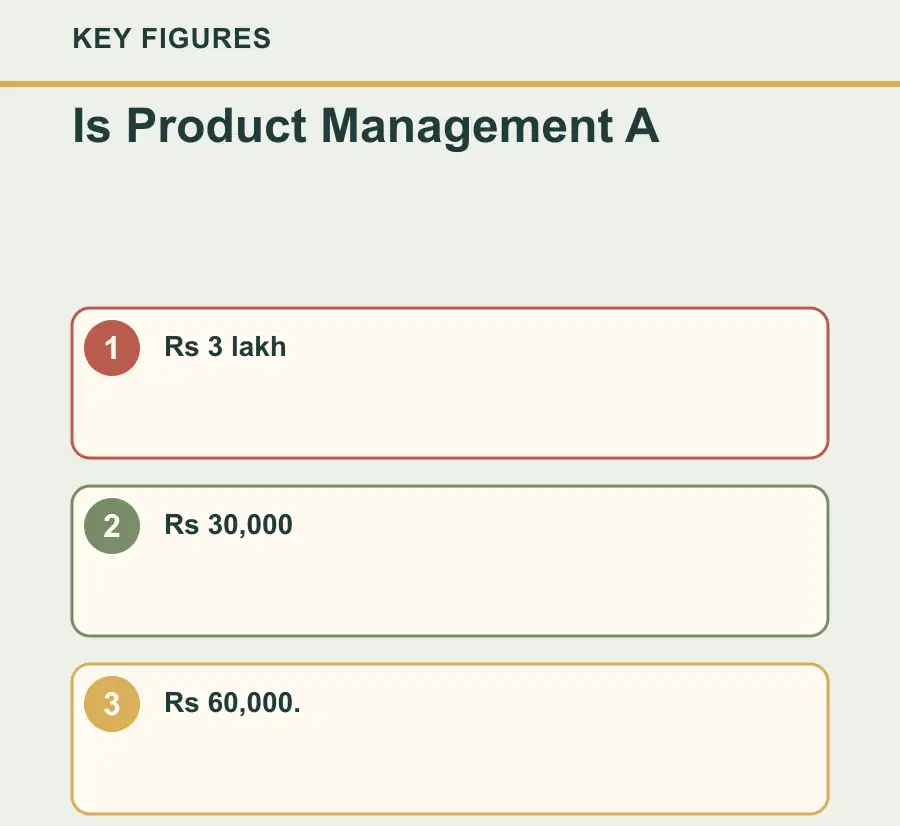 KEY FIGURES
Is Product Management A
1
Rs 3 lakh
2
Rs 30,000
3
Rs 60,000.